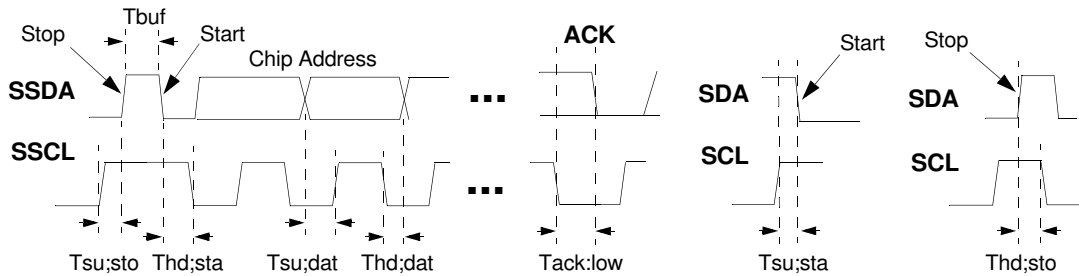 Tbuf
Stop Start ACK
Chip Address Start Stop
SSDA ... SDA SDA
SSCL ... SCL SCL
Tsu;sto Thd;sta Tsu;dat Thd;dat Tack:low Tsu;sta Thd;sto